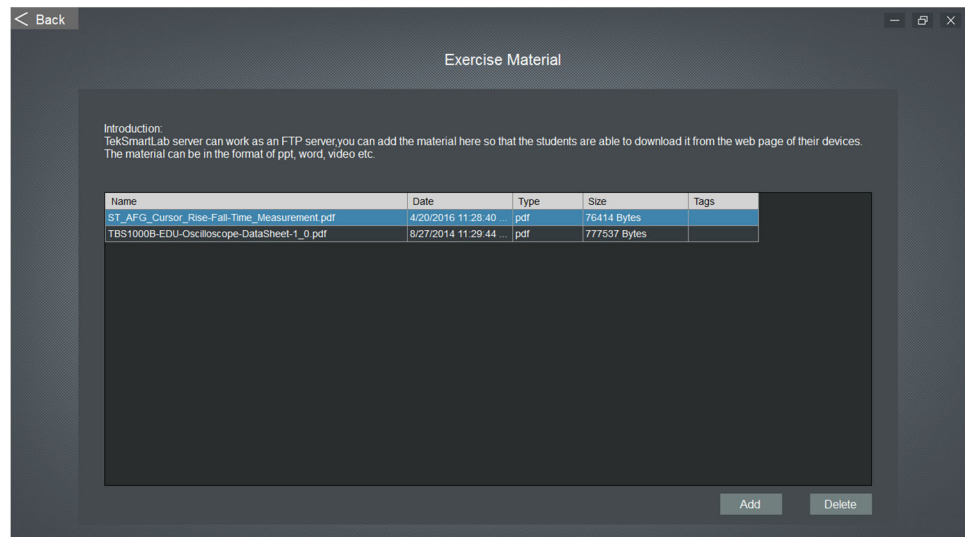 Back
Exercise Material
Introduction:
TekSmartLab server can work as an FTP server,you can add the material here so that the students are able to download it from the web page of their devices.
The material can be in the format of ppt, word, video etc.
Name Date Type Size Tags
ST_AFG_Cursor_Rise-Fall-Time_Measurement.pdf 4/20/2016 11:28:40 ... pdf 76414 Bytes
TBS1000B-EDU-Oscilloscope-DataSheet-1_0.pdf 8/27/2014 11:29:44 ... pdf 777537 Bytes
Add Delete